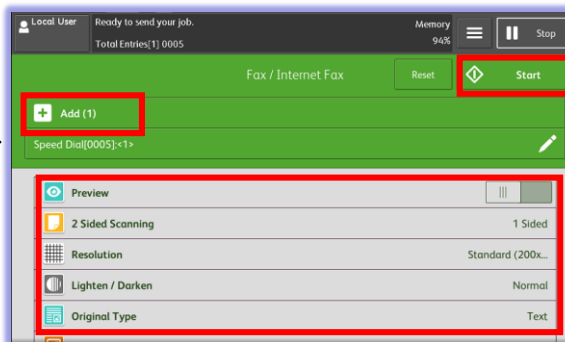 Local User
Ready to send your job.
Total Entries[1] 0005
Memory
94%
Stop
Fax / Internet Fax
Reset
Start
Add (1)
Speed Dial[0005]:<1>
Preview
2 Sided Scanning
1 Sided
Resolution
Standard (200x...
Lighten / Darken
Normal
Original Type
Text